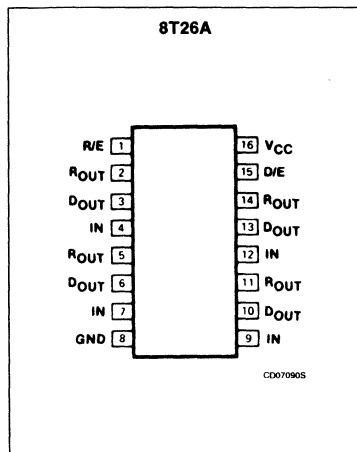 8T26A
R/E 1 16 VCC
ROUT 2 15 D/E
DOUT 3 14 ROUT
IN 4 13 DOUT
ROUT 5 12 IN
DOUT 6 11 ROUT
IN 7 10 DOUT
GND 8 9 IN
CD07090S